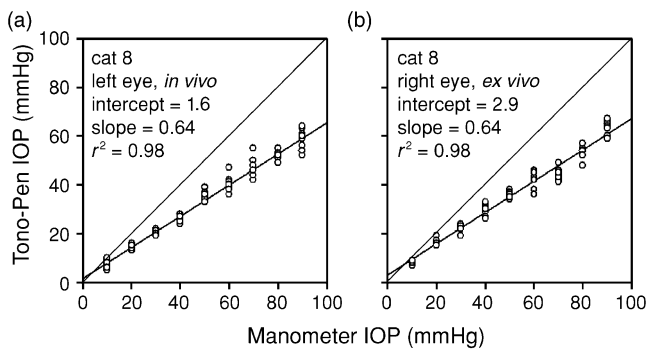 (a)
cat 8
left eye, in vivo
intercept = 1.6
slope = 0.64
r² = 0.98
(b)
cat 8
right eye, ex vivo
intercept = 2.9
slope = 0.64
r² = 0.98
Tono-Pen IOP (mmHg)
100
80
60
40
20
0
0 20 40 60 80 100
0 20 40 60 80 100
Manometer IOP (mmHg)